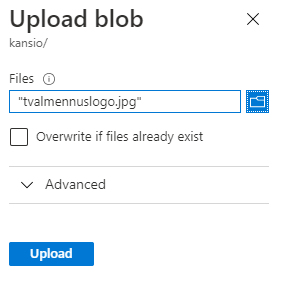 Upload blob
kansio/
Files
"tvalmennuslogo.jpg"
Overwrite if files already exist
Advanced
Upload